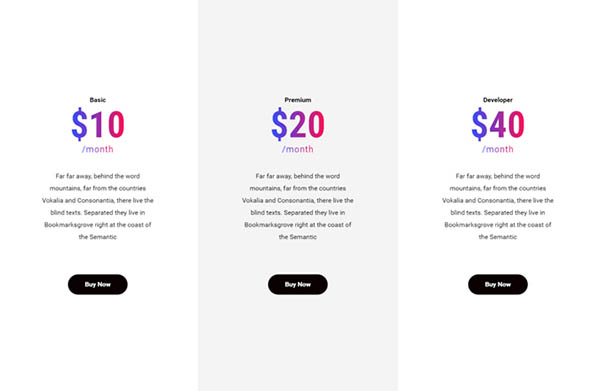 Basic
$10
/month
Far far away, behind the word
mountains, far from the countries
Vokalia and Consonantia, there live the
blind texts. Separated they live in
Bookmarksgrove right at the coast of
the Semantic
Buy Now
Premium
$20
/month
Far far away, behind the word
mountains, far from the countries
Vokalia and Consonantia, there live the
blind texts. Separated they live in
Bookmarksgrove right at the coast of
the Semantic
Buy Now
Developer
$40
/month
Far far away, behind the word
mountains, far from the countries
Vokalia and Consonantia, there live the
blind texts. Separated they live in
Bookmarksgrove right at the coast of
the Semantic
Buy Now